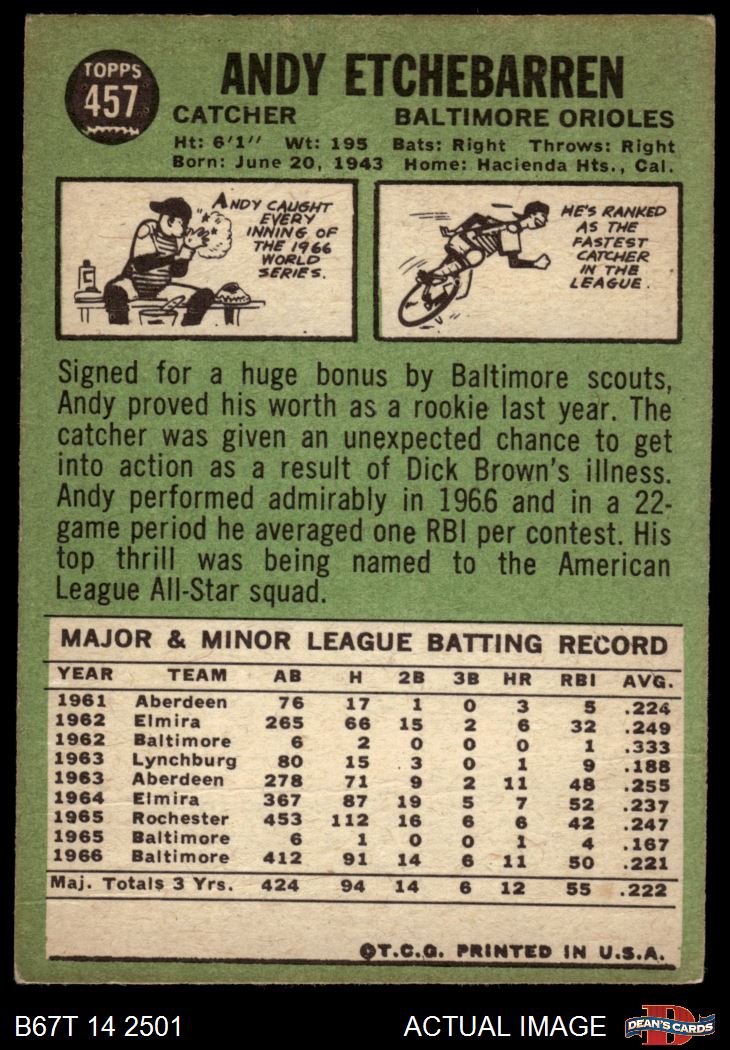 TOPPS
457
ANDY ETCHEBARREN
CATCHER BALTIMORE ORIOLES
Ht: 6'1" Wt: 195 Bats: Right Throws: Right
Born: June 20, 1943 Home: Hacienda Hts., Cal.
ANDY CAUGHT
EVERY
INNING OF
THE 1966
WORLD
SERIES.
HE'S RANKED
AS THE
FASTEST
CATCHER
IN THE
LEAGUE.
Signed for a huge bonus by Baltimore scouts,
Andy proved his worth as a rookie last year. The
catcher was given an unexpected chance to get
into action as a result of Dick Brown's illness.
Andy performed admirably in 1966 and in a 22-
game period he averaged one RBI per contest. His
top thrill was being named to the American
League All-Star squad.
MAJOR & MINOR LEAGUE BATTING RECORD
YEAR TEAM AB H 2B 3B HR RBI AVG.
1961 Aberdeen 76 17 1 0 3 5 .224
1962 Elmira 265 66 15 2 6 32 .249
1962 Baltimore 6 2 0 0 0 1 .333
1963 Lynchburg 80 15 3 0 1 9 .188
1963 Aberdeen 278 71 9 2 11 48 .255
1964 Elmira 367 87 19 5 7 52 .237
1965 Rochester 453 112 16 6 6 42 .247
1965 Baltimore 6 1 0 0 1 4 .167
1966 Baltimore 412 91 14 6 11 50 .221
Maj. Totals 3 Yrs. 424 94 14 6 12 55 .222
©T.C.G. PRINTED IN U.S.A.
B67T 14 2501 ACTUAL IMAGE D DEAN'S CARDS